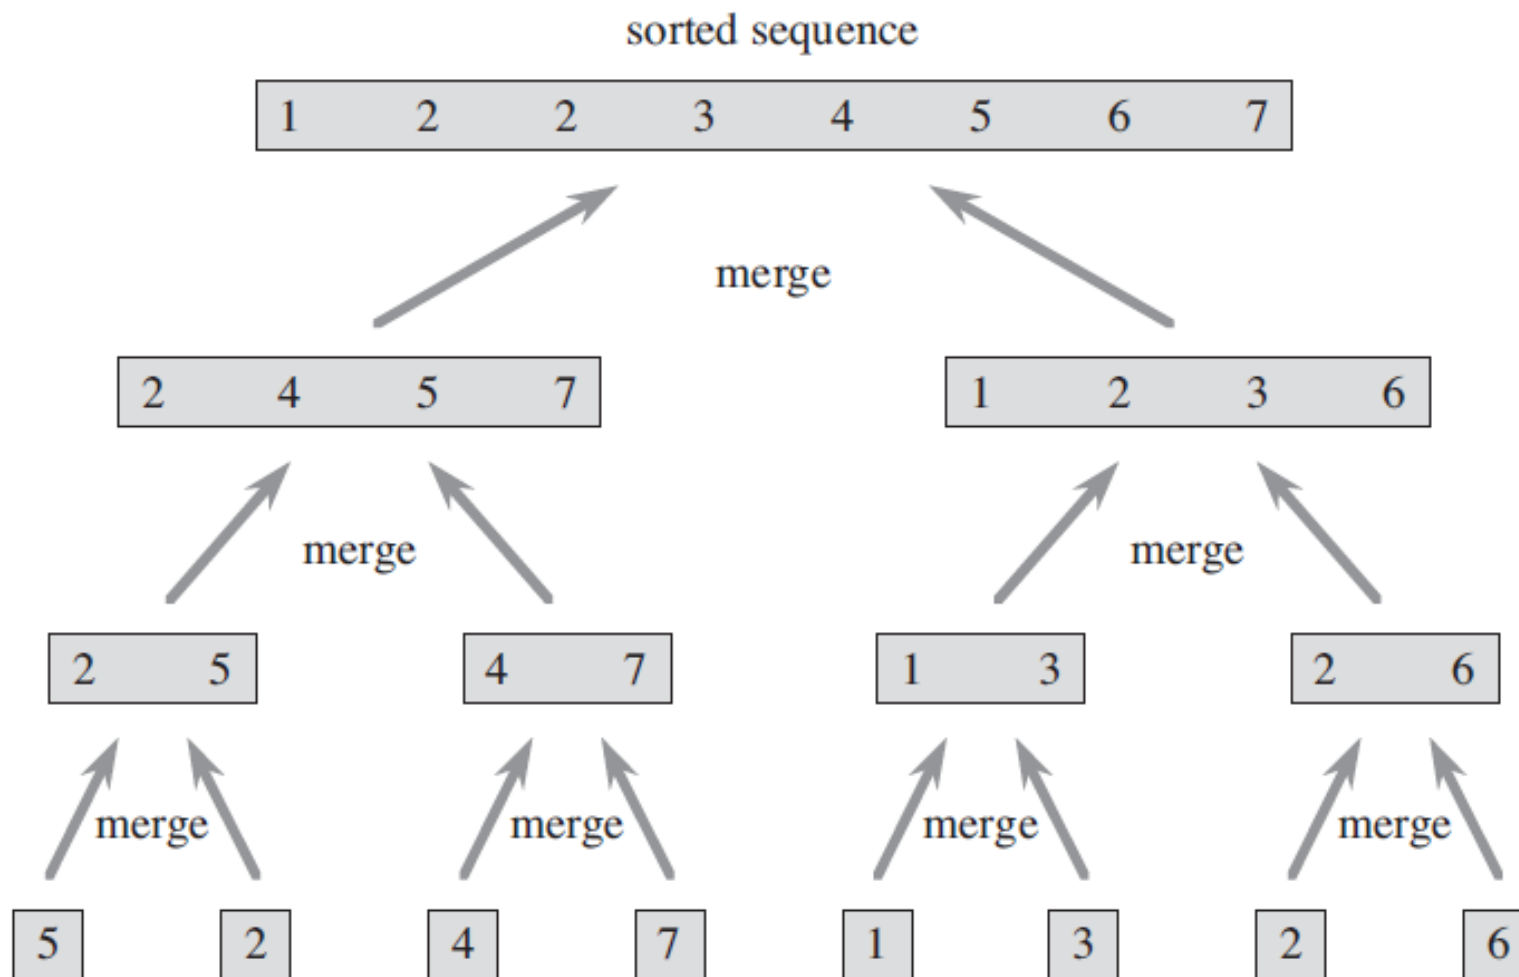 sorted sequence
1 2 2 3 4 5 6 7
merge
2 4 5 7 1 2 3 6
merge merge
2 5 4 7 1 3 2 6
merge merge merge merge
5 2 4 7 1 3 2 6